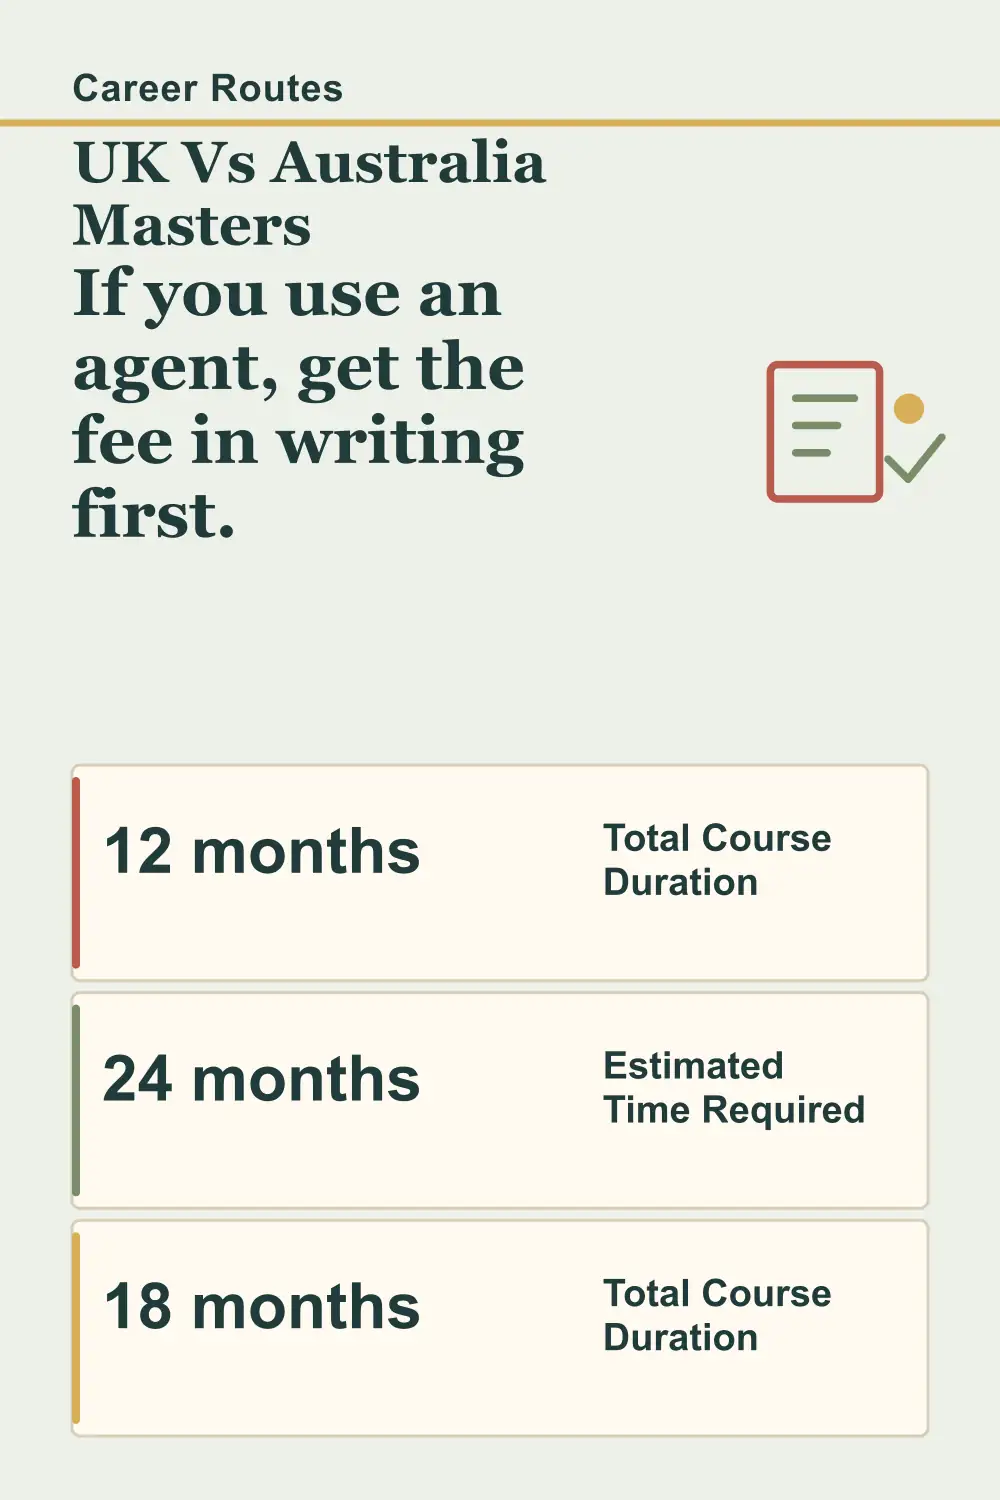 Career Routes
UK Vs Australia
Masters
If you use an
agent, get the
fee in writing
first.
12 months
Total Course
Duration
24 months
Estimated
Time Required
18 months
Total Course
Duration